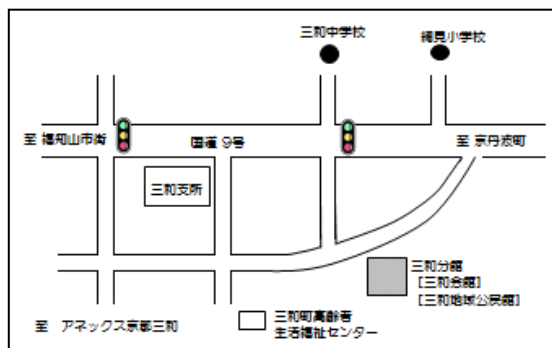 三和中学校
細見小学校
至 福知山市街
国道 9号
至 京丹波町
三和支所
三和分館
［三和会館］
［三和地域公民館］
三和町高齢者
生活福祉センター
至 アネックス京都三和